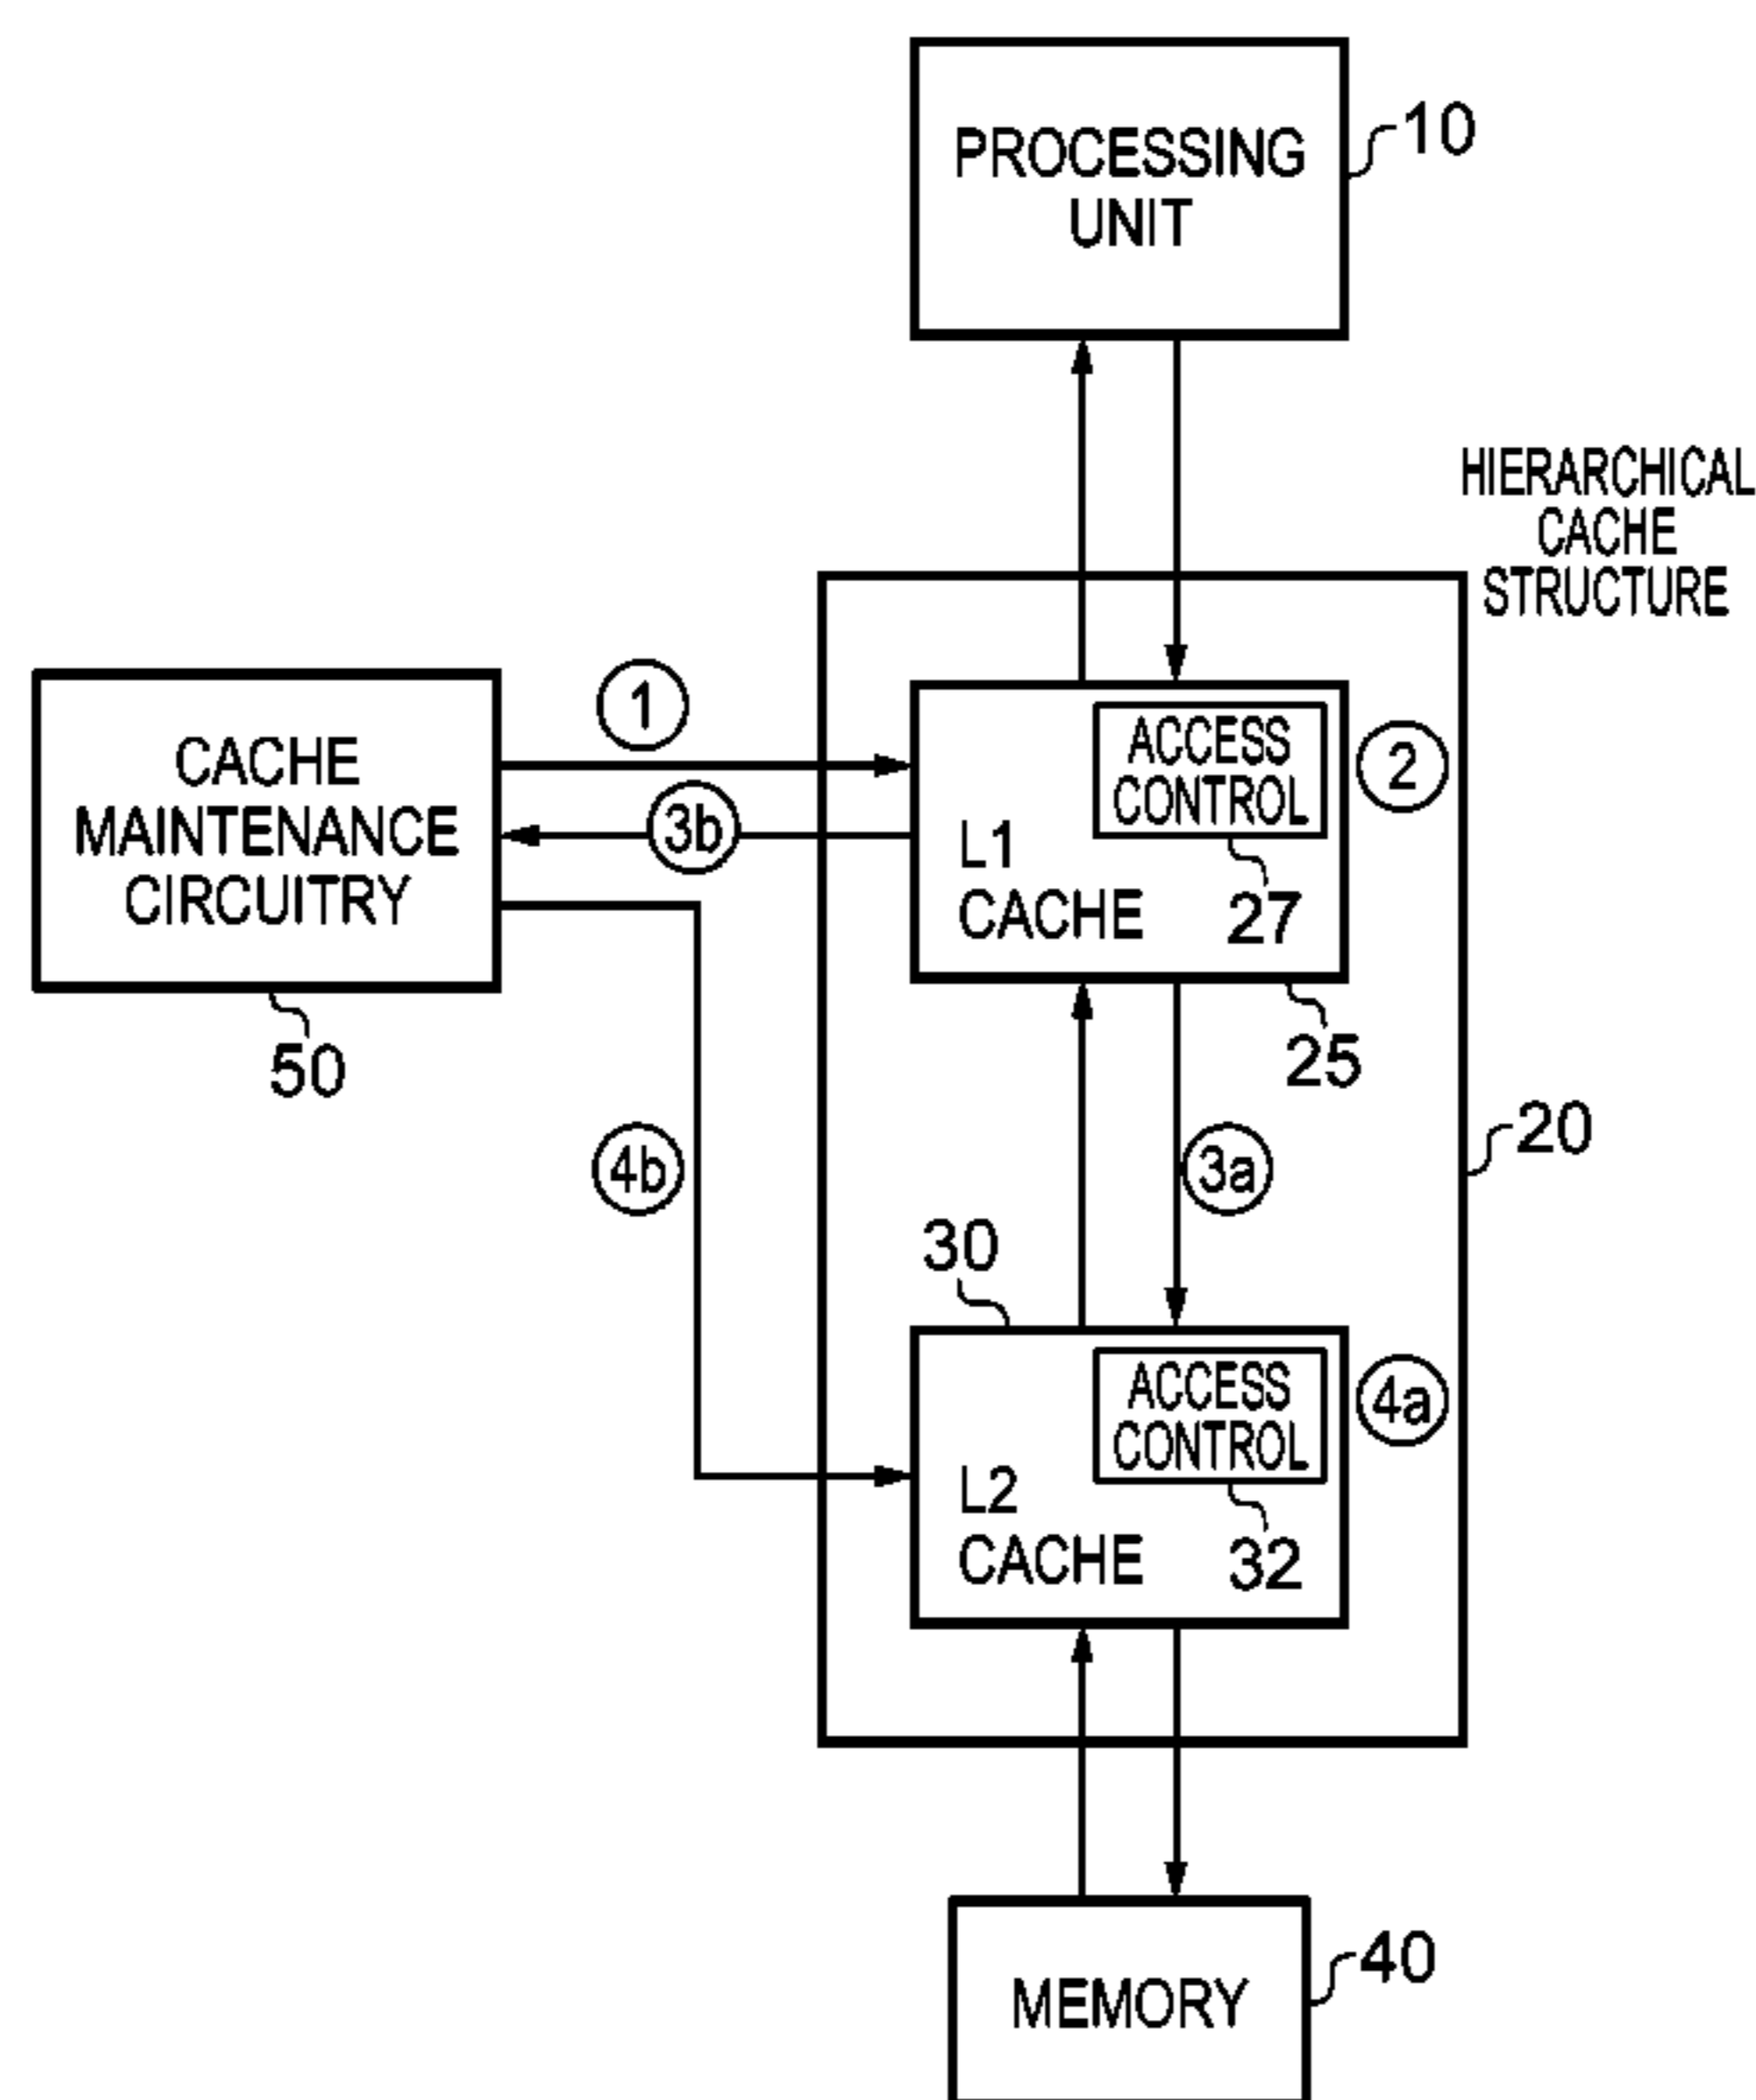 PROCESSING
UNIT
10
HIERARCHICAL
CACHE
STRUCTURE
CACHE
MAINTENANCE
CIRCUITRY
50
1
3b
4b
ACCESS
CONTROL
2
L1
CACHE
27
25
20
3a
30
ACCESS
CONTROL
4a
L2
CACHE
32
MEMORY
40